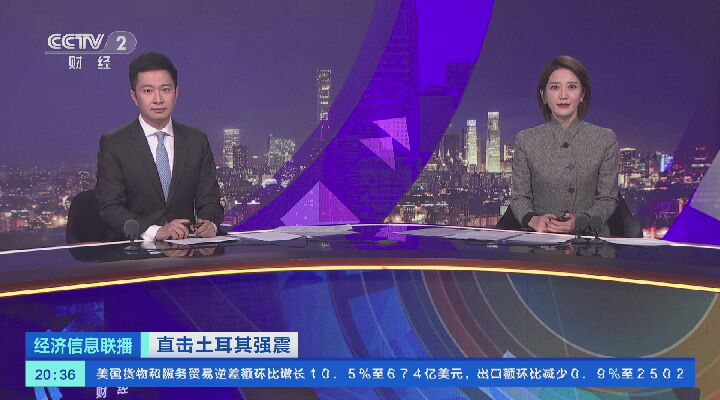 CCTV 2
财 经
经济信息联播
直击土耳其强震
20:36
美国货物和服务贸易逆差额环比增长10.5%至674亿美元，出口额环比减少0.9%至2502